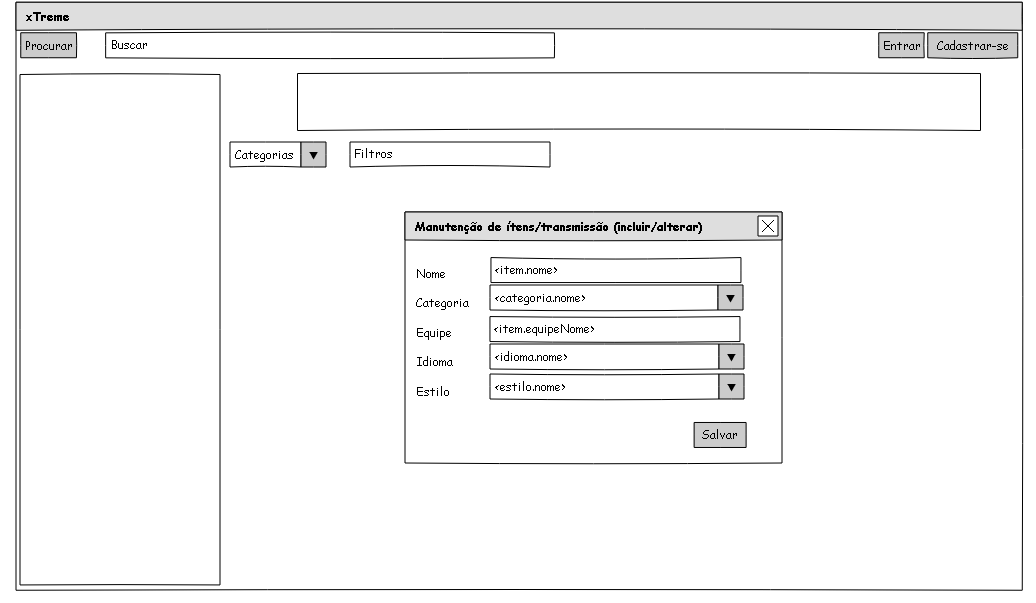 xTreme
Procurar Buscar Entrar Cadastrar-se
Categorias Filtros
Manutenção de ítens/transmissão (incluir/alterar)
Nome <item.nome>
Categoria <categoria.nome>
Equipe <item.equipeNome>
Idioma <idioma.nome>
Estilo <estilo.nome>
Salvar